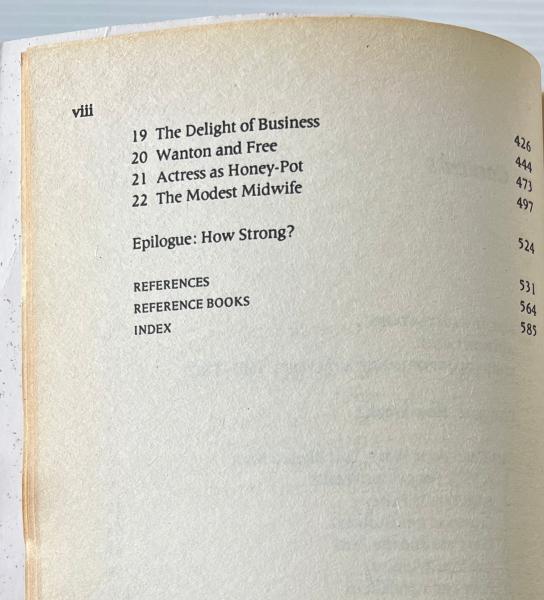 viii
19 The Delight of Business 426
20 Wanton and Free 444
21 Actress as Honey-Pot 473
22 The Modest Midwife 497
Epilogue: How Strong? 524
REFERENCES 531
REFERENCE BOOKS 564
INDEX 585